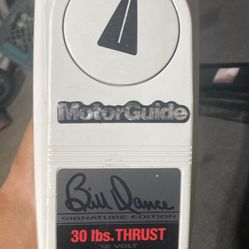 MotorGuide
Bill Dance
SIGNATURE EDITION
30 lbs. THRUST
12 VOLT